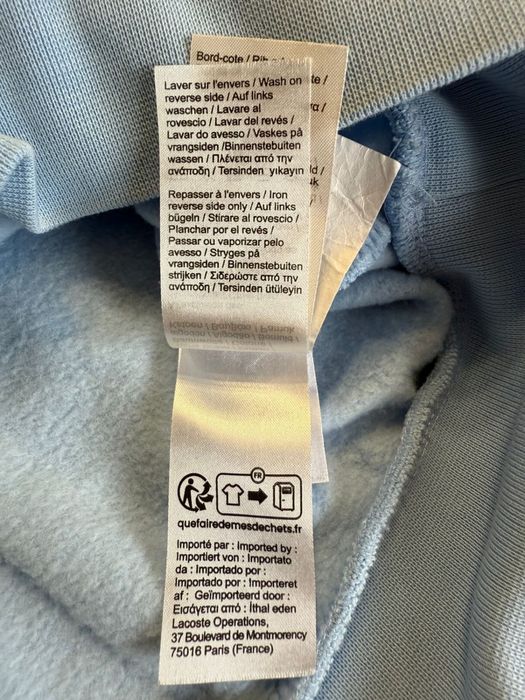 Bord-cote /
Laver sur l'envers / Wash on
reverse side / Auf links
waschen / Lavare al
rovescio / Lavar del revés /
Lavar do avesso / Vaskes på
vrangsiden /Binnenstebuiten
wassen / Πλένεται από την
ανάποδη / Tersinden yıkayın
Repasser à l'envers / Iron
reverse side only / Auf links
bügeln / Stirare al rovescio /
Planchar por el revés /
Passar ou vaporizar pelo
avesso / Stryges på
vrangsiden / Binnenstebuiten
strijken / Σιδερώστε από την
ανάποδη / Tersinden ütüleyin
Katoen / Βαμβάκι / Pamuk
FR
quefairedemesdechets.fr
Importé par : Imported by :
Importiert von : Importato
da : Importado por :
Importado por : Importeret
af : Geïmporteerd door :
Εισάγεται από : İthal eden
Lacoste Operations,
37 Boulevard de Montmorency
75016 Paris (France)